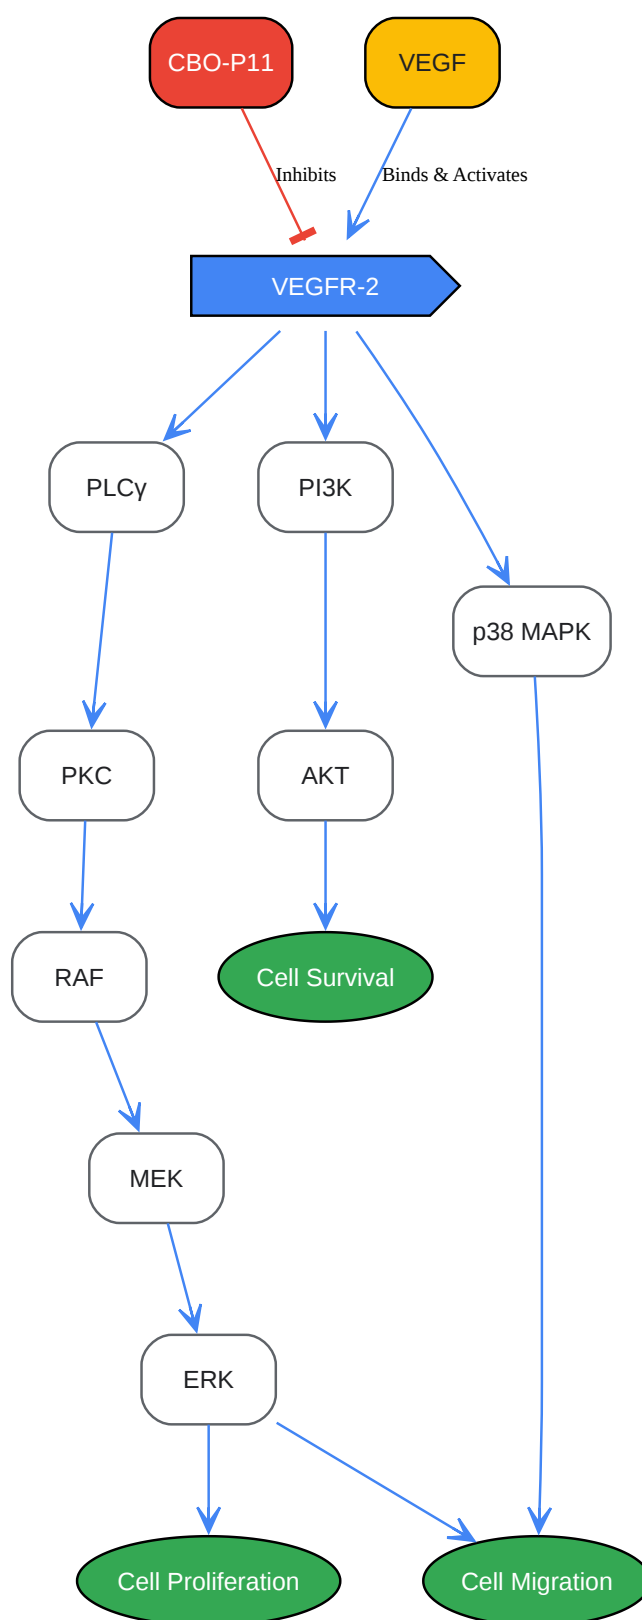 CBO-P11
VEGF
Inhibits
Binds & Activates
VEGFR-2
PLCγ
PI3K
p38 MAPK
PKC
AKT
RAF
Cell Survival
MEK
ERK
Cell Proliferation
Cell Migration